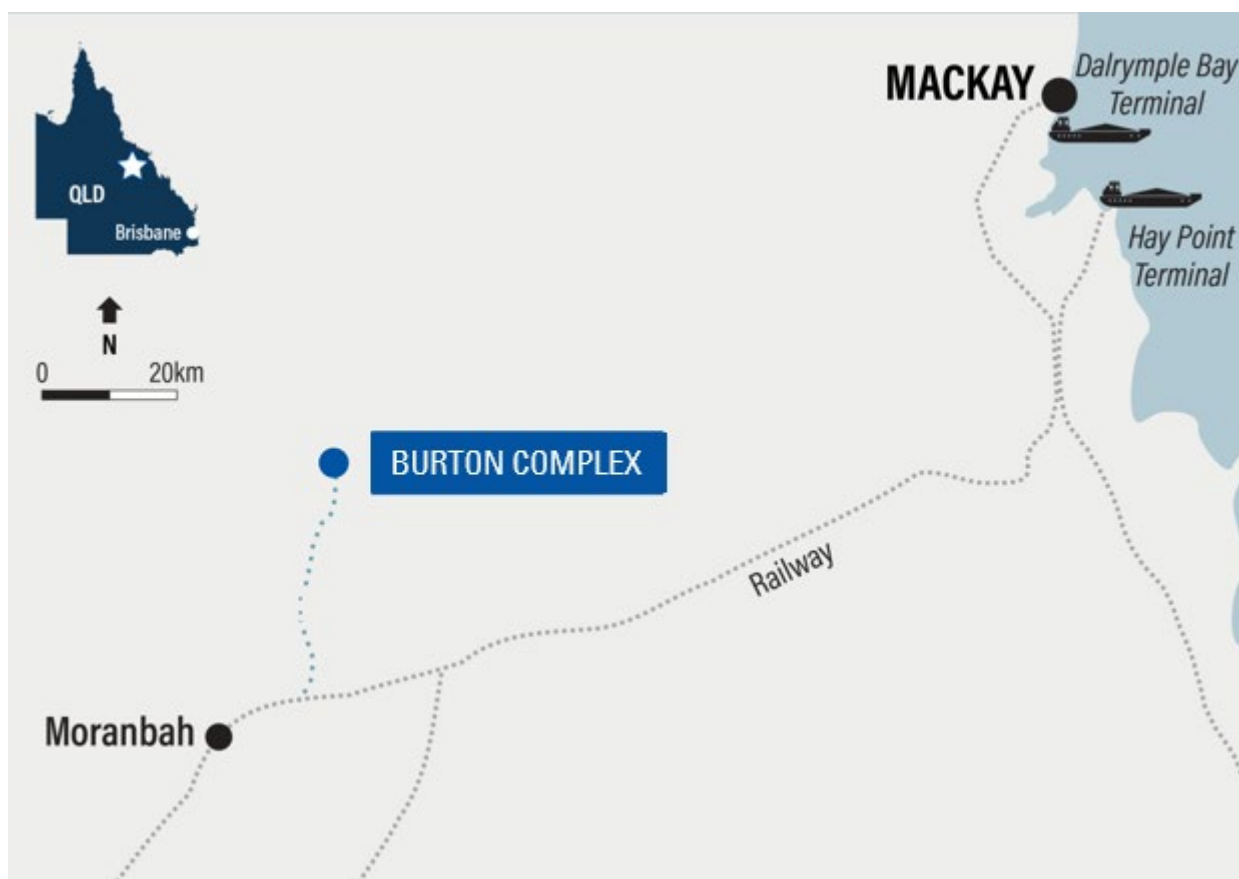 MACKAY
Dalrymple Bay
Terminal
Hay Point
Terminal
QLD
Brisbane
N
0 20km
BURTON COMPLEX
Railway
Moranbah